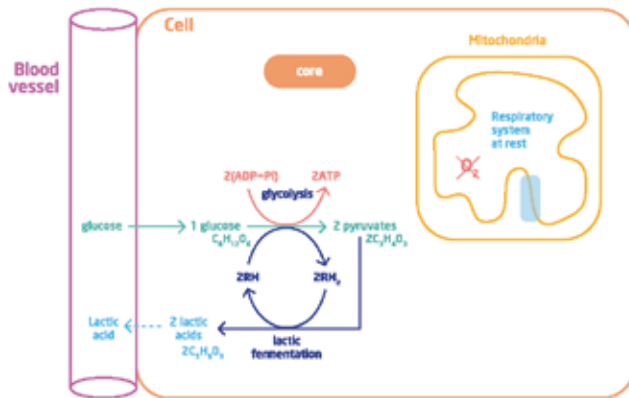 Cell
Blood
vessel
core
Mitochondria
Respiratory
system
at rest
O₂
2(ADP+Pi)
2ATP
glycolysis
glucose
1 glucose
C₆H₁₂O₆
2 pyruvates
2C₃H₄O₃
2RH
2RH₂
Lactic
acid
2 lactic
acids
2C₃H₆O₃
lactic
fermentation